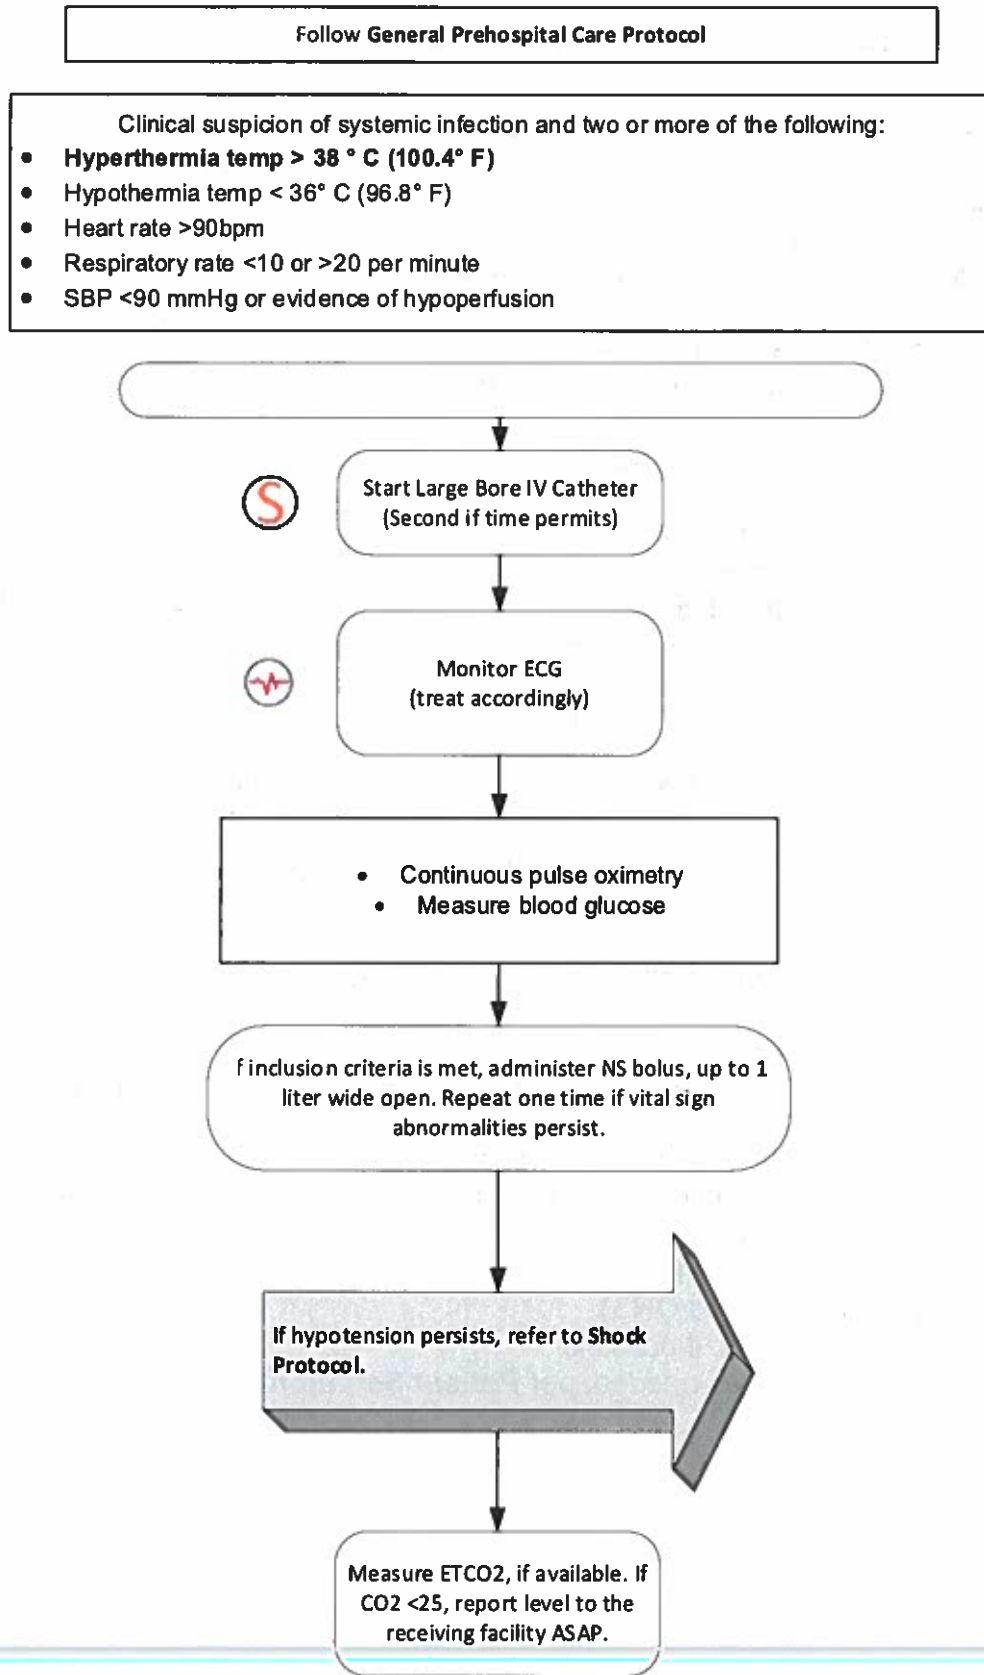 Follow General Prehospital Care Protocol
Clinical suspicion of systemic infection and two or more of the following:
• Hyperthermia temp > 38 ° C (100.4° F)
• Hypothermia temp < 36° C (96.8° F)
• Heart rate >90bpm
• Respiratory rate <10 or >20 per minute
• SBP <90 mmHg or evidence of hypoperfusion
S
Start Large Bore IV Catheter
(Second if time permits)
Monitor ECG
(treat accordingly)
• Continuous pulse oximetry
• Measure blood glucose
f inclusion criteria is met, administer NS bolus, up to 1
liter wide open. Repeat one time if vital sign
abnormalities persist.
If hypotension persists, refer to Shock
Protocol.
Measure ETCO2, if available. If
CO2 <25, report level to the
receiving facility ASAP.